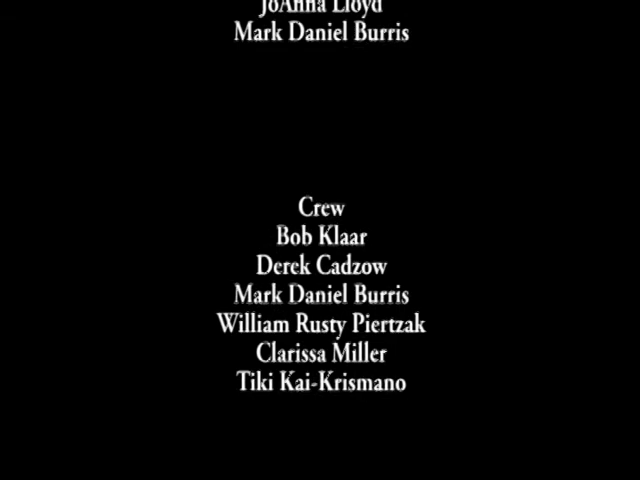 JoAnna Lloyd
Mark Daniel Burris
Crew
Bob Klaar
Derek Cadzow
Mark Daniel Burris
William Rusty Piertzak
Clarissa Miller
Tiki Kai-Krismano